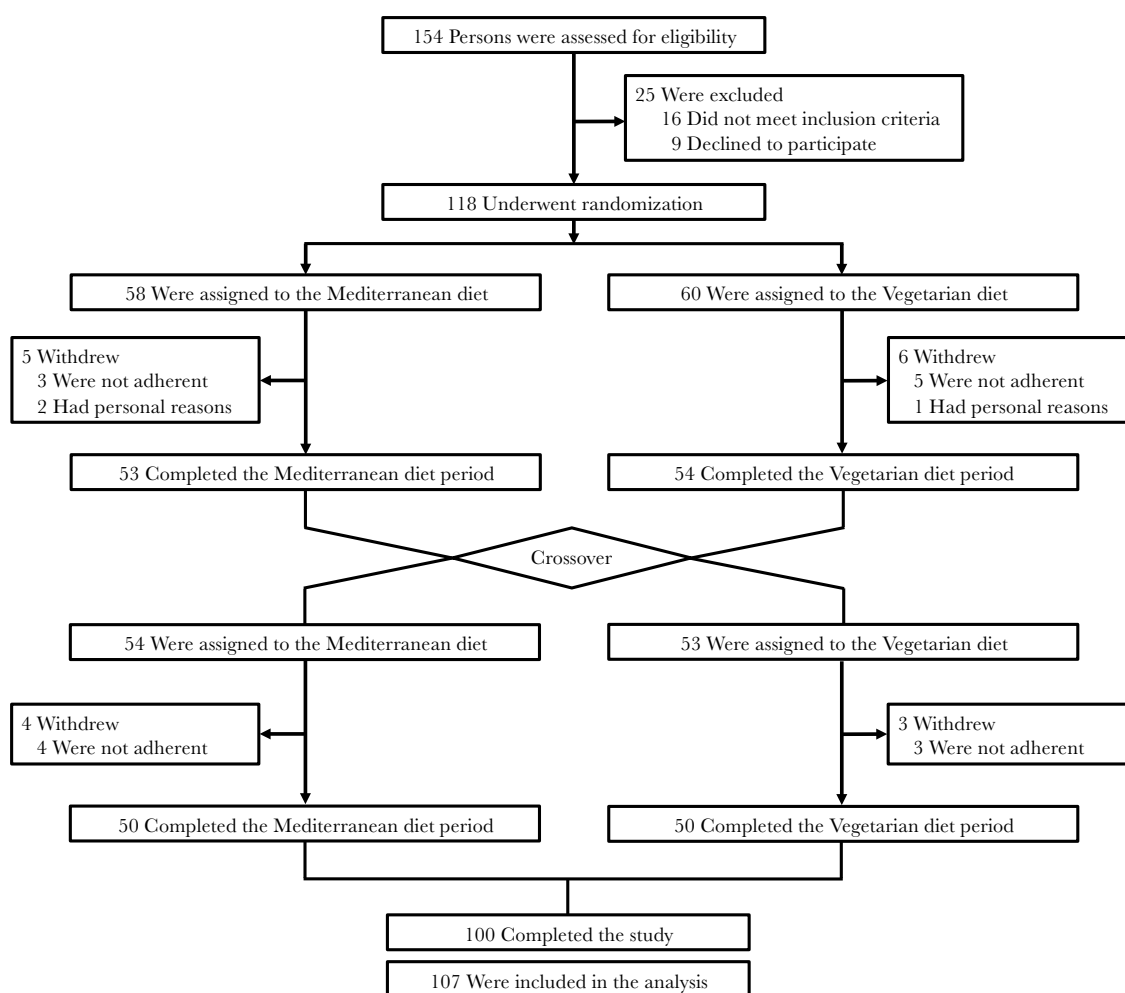 154 Persons were assessed for eligibility
25 Were excluded
16 Did not meet inclusion criteria
9 Declined to participate
118 Underwent randomization
58 Were assigned to the Mediterranean diet
60 Were assigned to the Vegetarian diet
5 Withdrew
3 Were not adherent
2 Had personal reasons
6 Withdrew
5 Were not adherent
1 Had personal reasons
53 Completed the Mediterranean diet period
54 Completed the Vegetarian diet period
Crossover
54 Were assigned to the Mediterranean diet
53 Were assigned to the Vegetarian diet
4 Withdrew
4 Were not adherent
3 Withdrew
3 Were not adherent
50 Completed the Mediterranean diet period
50 Completed the Vegetarian diet period
100 Completed the study
107 Were included in the analysis